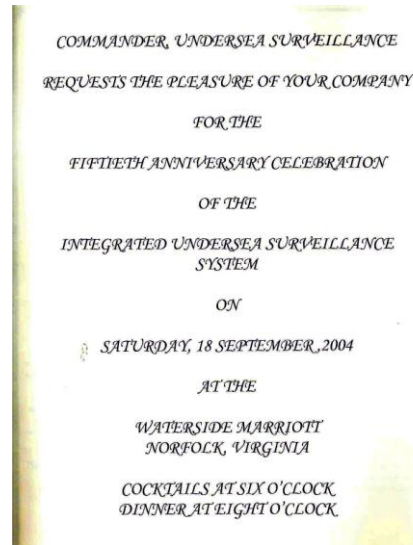 COMMANDER, UNDERSEA SURVEILLANCE
REQUESTS THE PLEASURE OF YOUR COMPANY
FOR THE
FIFTIETH ANNIVERSARY CELEBRATION
OF THE
INTEGRATED UNDERSEA SURVEILLANCE
SYSTEM
ON
SATURDAY, 18 SEPTEMBER ,2004
AT THE
WATERSIDE MARRIOTT
NORFOLK, VIRGINIA
COCKTAILS AT SIX O'CLOCK
DINNER AT EIGHT O'CLOCK